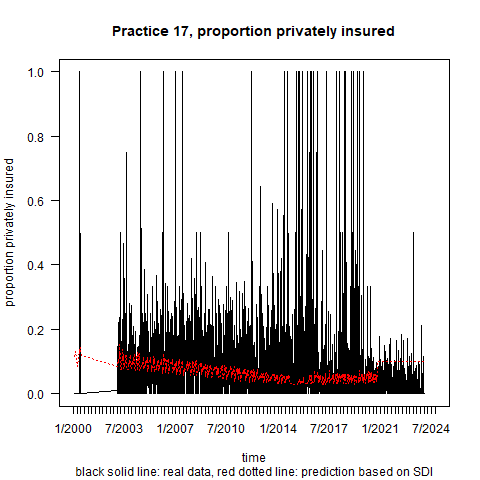 Practice 17, proportion privately insured
proportion privately insured
1.0
0.8
0.6
0.4
0.2
0.0
1/2000 7/2003 1/2007 7/2010 1/2014 7/2017 1/2021 7/2024
time
black solid line: real data, red dotted line: prediction based on SDI